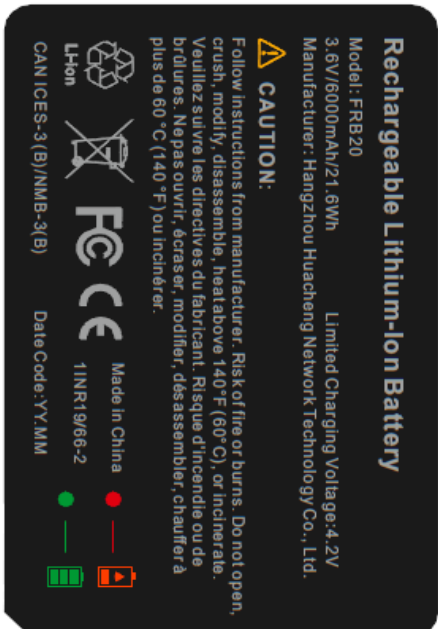 Rechargeable Lithium-Ion Battery
Model: FRB20
3.6V/6000mAh/21.6Wh Limited Charging Voltage:4.2V
Manufacturer: Hangzhou Huacheng Network Technology Co., Ltd.
CAUTION:
Follow instructions from manufacturer. Risk of fire or burns. Do not open,
crush, modify, disassemble, heat above 140°F(60°C), or incinerate.
Veuillez suivre les directives du fabricant. Risque d'incendie ou de
brûlures. Ne pas ouvrir, écraser, modifier, désassembler, chauffer à
plus de 60 °C (140 °F) ou incinérer.
Li-ion FC CE Made in China
1INR19/66-2
CAN ICES-3 (B)/NMB-3(B) Date Code: YY.MM